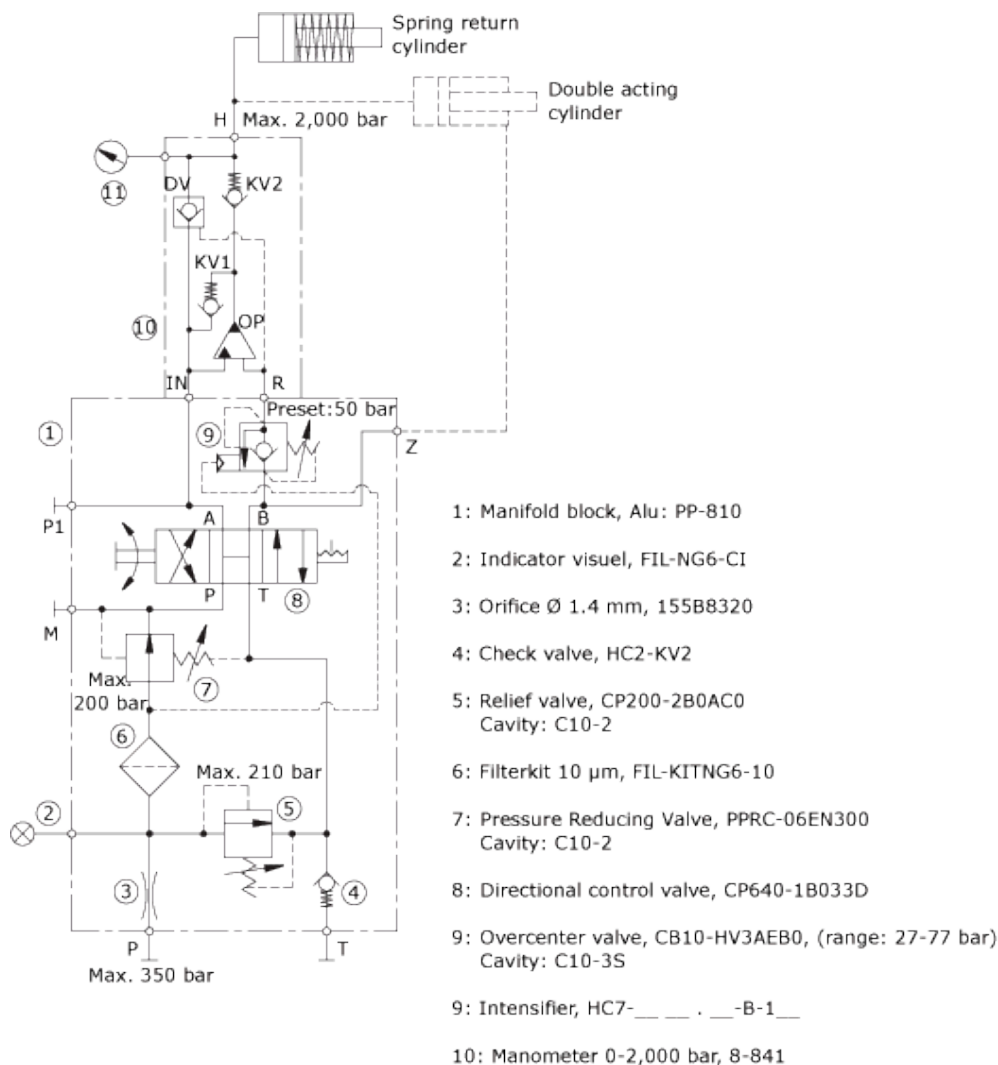 Spring return
cylinder
Double acting
cylinder
H
Max. 2,000 bar
11
DV
KV2
KV1
10
OP
IN
R
1
Preset:50 bar
9
Z
P1
A
B
P
T
8
M
Max.
200 bar
7
6
Max. 210 bar
2
5
3
4
P
T
Max. 350 bar
1: Manifold block, Alu: PP-810
2: Indicator visuel, FIL-NG6-CI
3: Orifice Ø 1.4 mm, 155B8320
4: Check valve, HC2-KV2
5: Relief valve, CP200-2B0AC0
Cavity: C10-2
6: Filterkit 10 µm, FIL-KITNG6-10
7: Pressure Reducing Valve, PPRC-06EN300
Cavity: C10-2
8: Directional control valve, CP640-1B033D
9: Overcenter valve, CB10-HV3AEB0, (range: 27-77 bar)
Cavity: C10-3S
9: Intensifier, HC7-__ __ . __-B-1__
10: Manometer 0-2,000 bar, 8-841